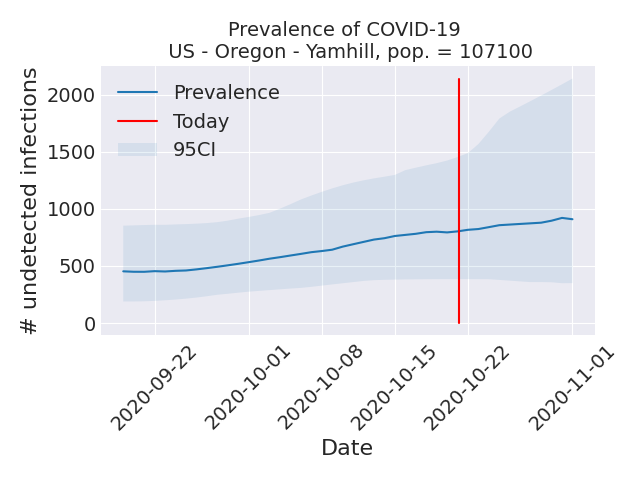 Prevalence of COVID-19
US - Oregon - Yamhill, pop. = 107100
Prevalence
Today
95CI
# undetected infections
2000
1500
1000
500
0
2020-09-22
2020-10-01
2020-10-08
2020-10-15
2020-10-22
2020-11-01
Date